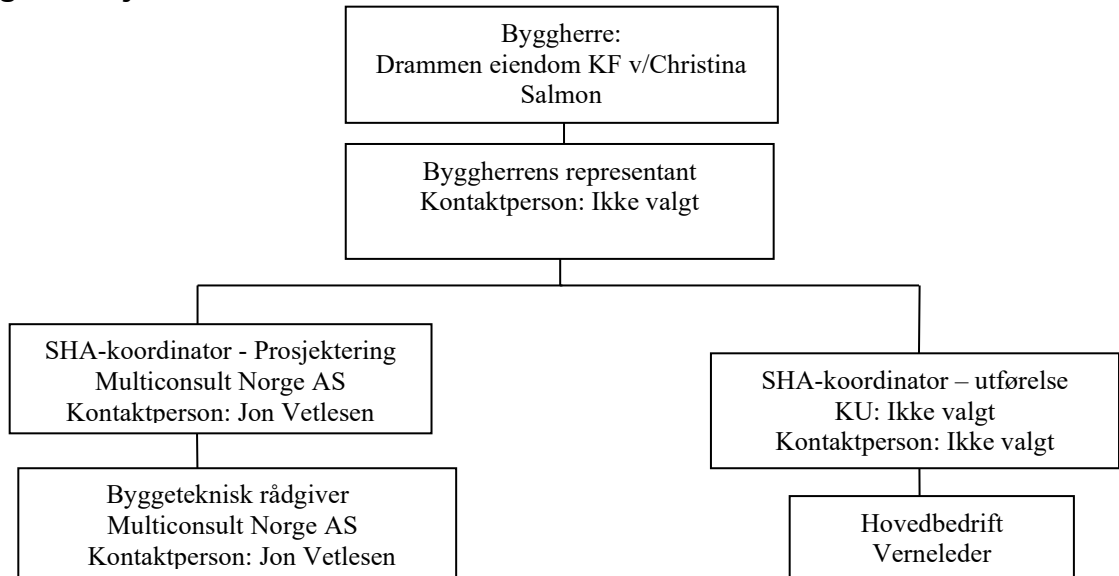 Byggherre:
Drammen eiendom KF v/Christina
Salmon
Byggherrens representant
Kontaktperson: Ikke valgt
SHA-koordinator - Prosjektering
Multiconsult Norge AS
Kontaktperson: Jon Vetlesen
SHA-koordinator – utførelse
KU: Ikke valgt
Kontaktperson: Ikke valgt
Byggeteknisk rådgiver
Multiconsult Norge AS
Kontaktperson: Jon Vetlesen
Hovedbedrift
Verneleder